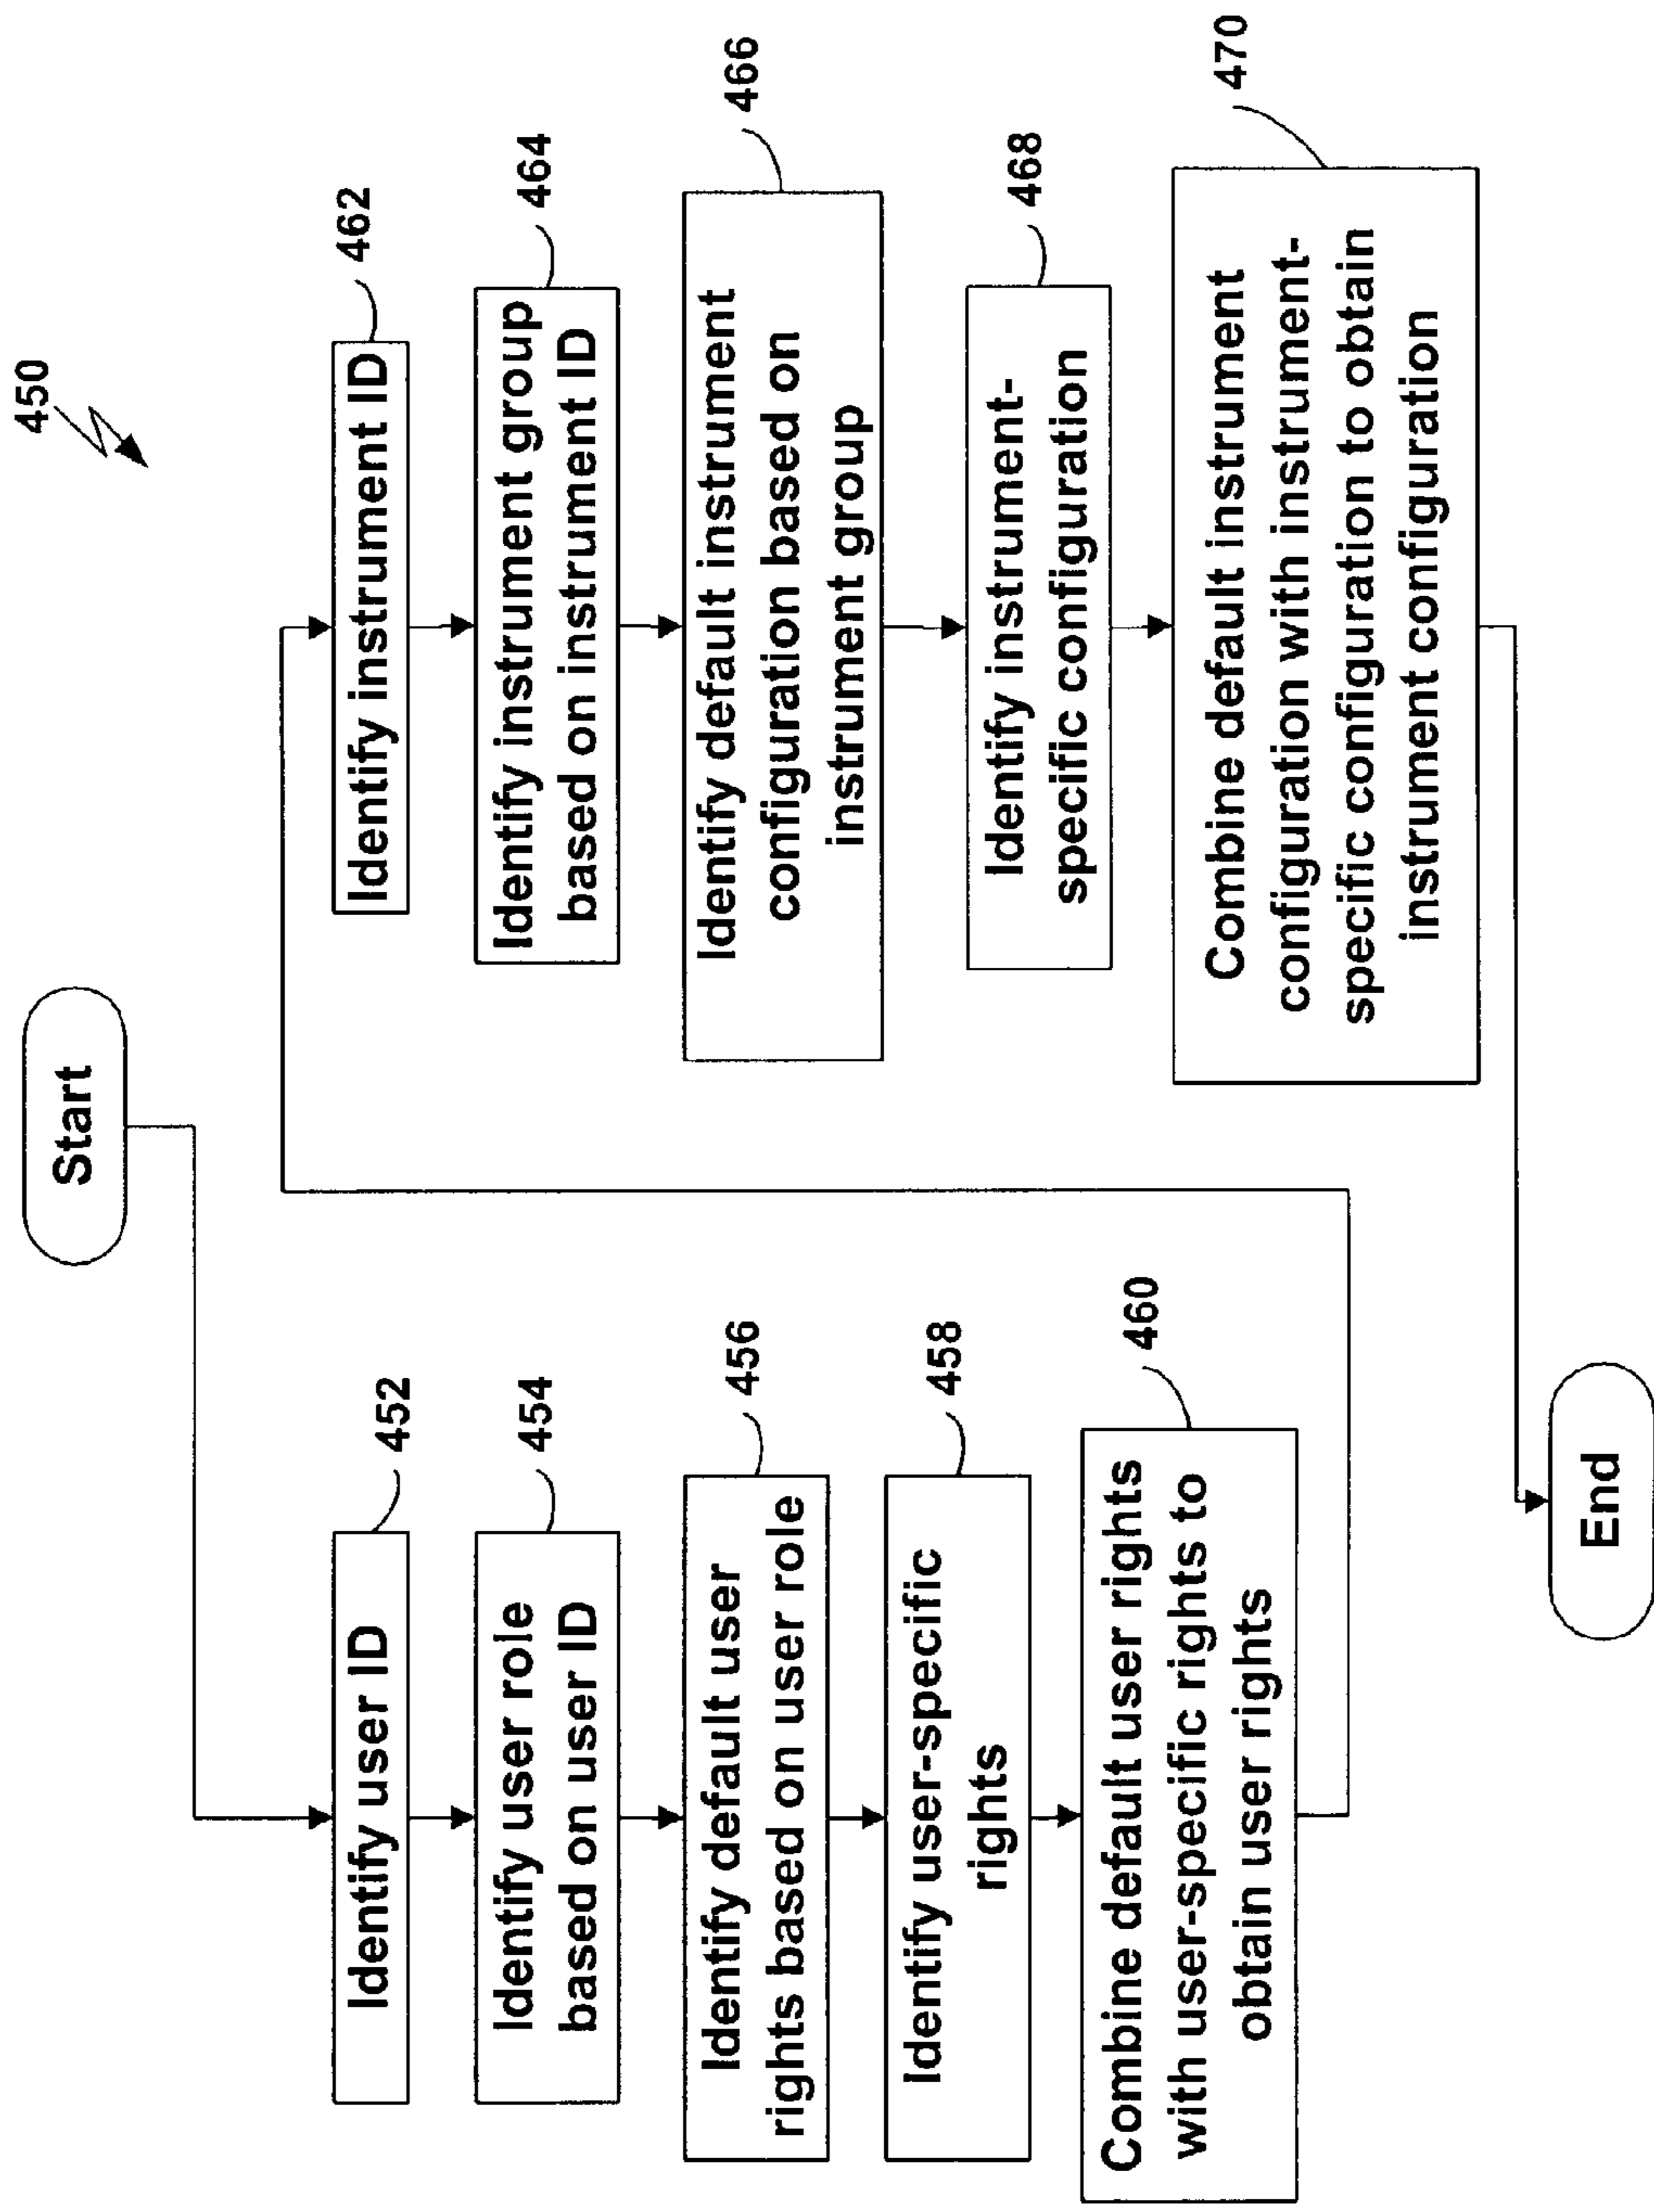 450
Start
Identify user ID
452
Identify user role
based on user ID
454
Identify default user
rights based on user role
456
Identify user-specific
rights
458
Combine default user rights
with user-specific rights to
obtain user rights
460
Identify instrument ID
462
Identify instrument group
based on instrument ID
464
Identify default instrument
configuration based on
instrument group
466
Identify instrument-
specific configuration
468
Combine default instrument
configuration with instrument-
specific configuration to obtain
instrument configuration
470
End